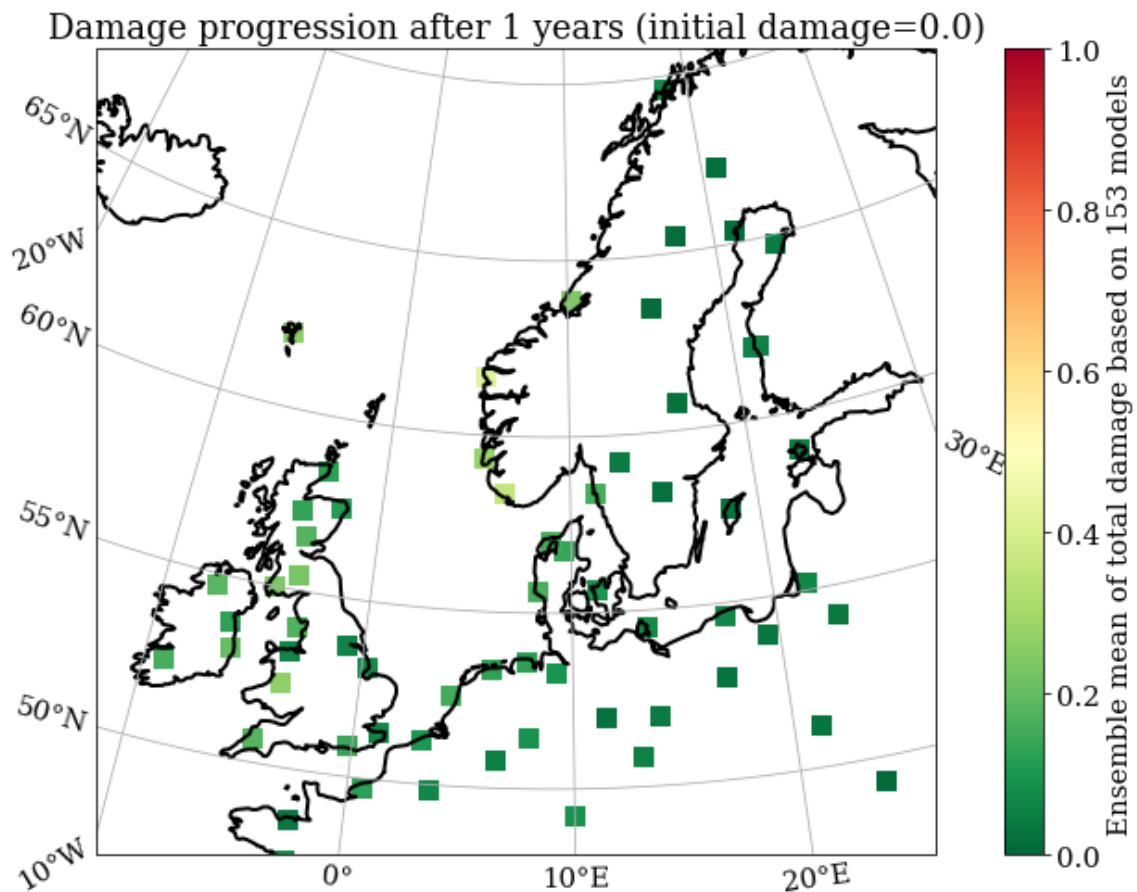 Damage progression after 1 years (initial damage=0.0)
65°N
20°W
60°N
55°N
50°N
10°W
0°
10°E
20°E
30°E
1.0
0.8
0.6
0.4
0.2
0.0
Ensemble mean of total damage based on 153 models